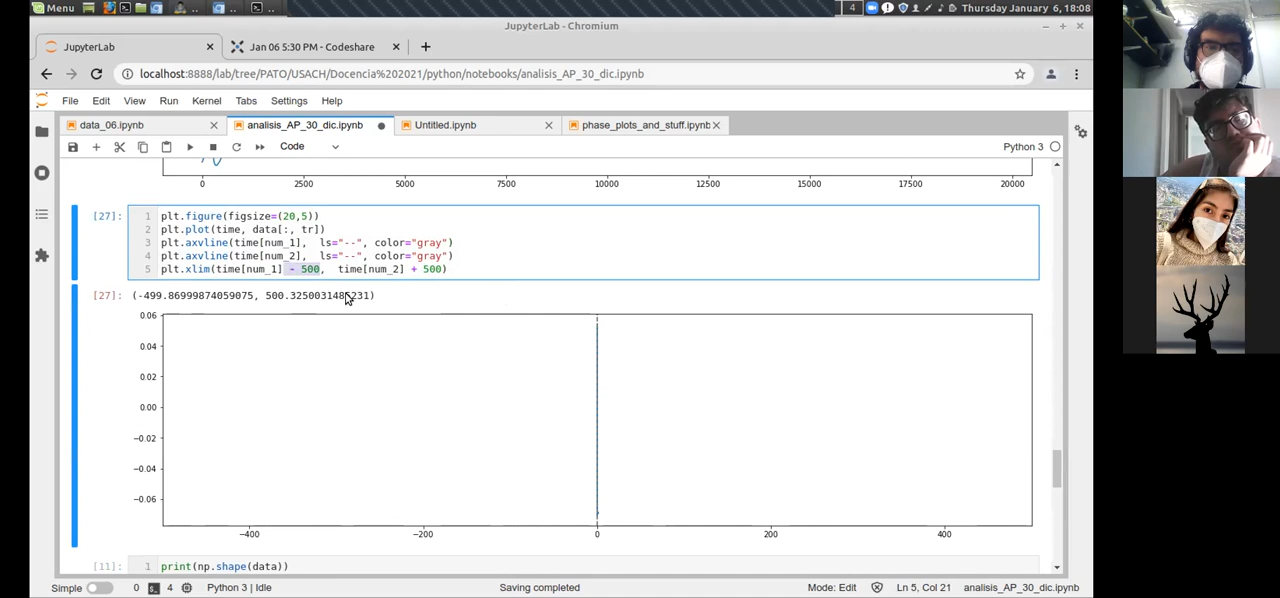 Menu
4
Thursday January 6, 18:08
JupyterLab - Chromium
JupyterLab
Jan 06 5:30 PM - Codeshare
localhost:8888/lab/tree/PATO/USACH/Docencia%202021/python/notebooks/analisis_AP_30_dic.ipynb
File Edit View Run Kernel Tabs Settings Help
data_06.ipynb
analisis_AP_30_dic.ipynb
Untitled.ipynb
phase_plots_and_stuff.ipynb
Code
Python 3
0 2500 5000 7500 10000 12500 15000 17500 20000
[27]:
1 plt.figure(figsize=(20,5))
2 plt.plot(time, data[:, tr])
3 plt.axvline(time[num_1], ls="--", color="gray")
4 plt.axvline(time[num_2], ls="--", color="gray")
5 plt.xlim(time[num_1] - 500, time[num_2] + 500)
[27]: (-499.86999874059075,
0.06
0.04
0.02
0.00
−0.02
−0.04
−0.06
−400 −200 0 200 400
[11]: 1 print(np.shape(data))
Simple 0 4 Python 3 | Idle Saving completed Mode: Edit Ln 5, Col 21 analisis_AP_30_dic.ipynb